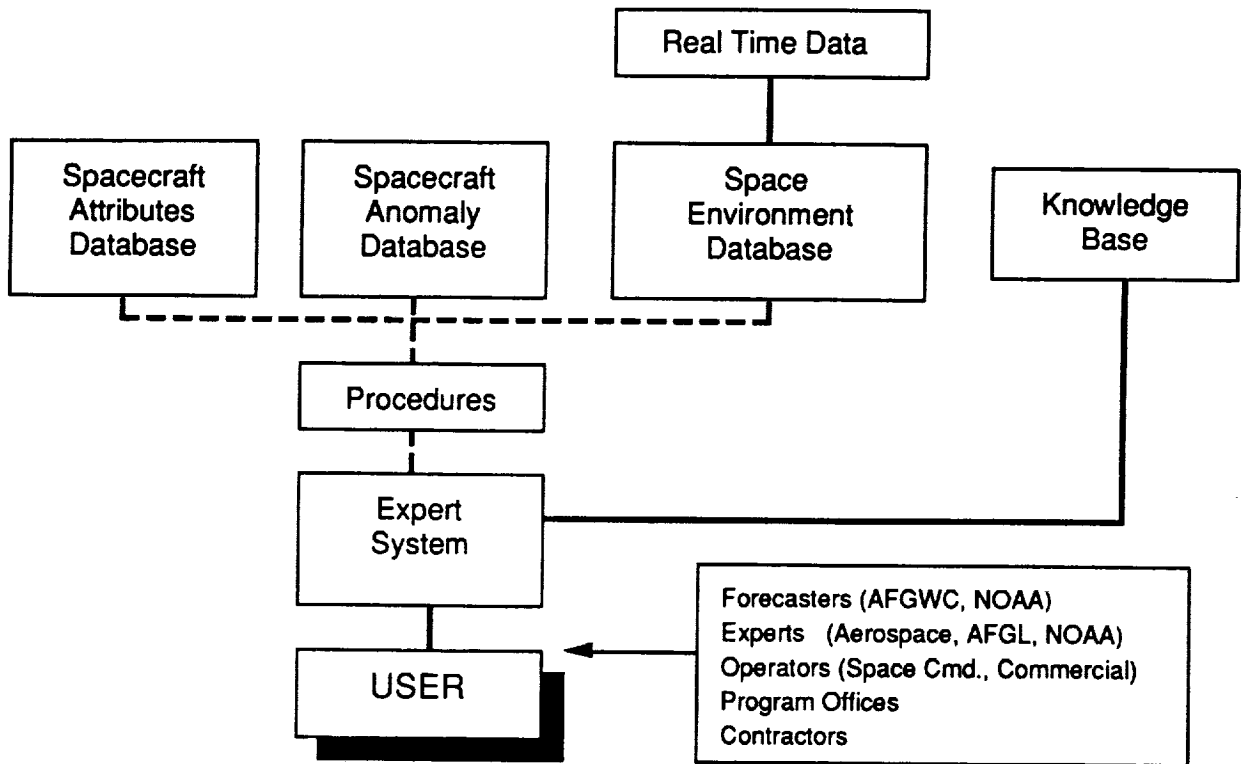 Real Time Data
Spacecraft
Attributes
Database
Spacecraft
Anomaly
Database
Space
Environment
Database
Knowledge
Base
Procedures
Expert
System
USER
Forecasters (AFGWC, NOAA)
Experts (Aerospace, AFGL, NOAA)
Operators (Space Cmd., Commercial)
Program Offices
Contractors